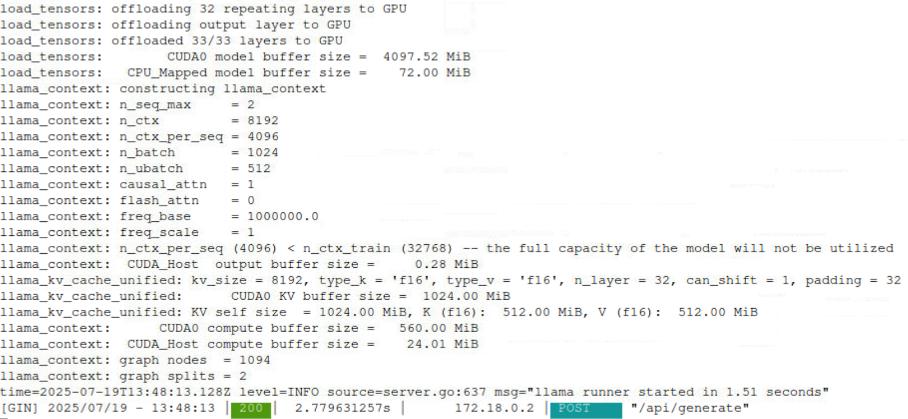 load_tensors: offloading 32 repeating layers to GPU
load_tensors: offloading output layer to GPU
load_tensors: offloaded 33/33 layers to GPU
load_tensors:        CUDA0 model buffer size =  4097.52 MiB
load_tensors:   CPU_Mapped model buffer size =    72.00 MiB
llama_context: constructing llama_context
llama_context: n_seq_max     = 2
llama_context: n_ctx         = 8192
llama_context: n_ctx_per_seq = 4096
llama_context: n_batch       = 1024
llama_context: n_ubatch      = 512
llama_context: causal_attn   = 1
llama_context: flash_attn    = 0
llama_context: freq_base     = 1000000.0
llama_context: freq_scale    = 1
llama_context: n_ctx_per_seq (4096) < n_ctx_train (32768) -- the full capacity of the model will not be utilized
llama_context:  CUDA_Host  output buffer size =     0.28 MiB
llama_kv_cache_unified: kv_size = 8192, type_k = 'f16', type_v = 'f16', n_layer = 32, can_shift = 1, padding = 32
llama_kv_cache_unified:      CUDA0 KV buffer size =  1024.00 MiB
llama_kv_cache_unified: KV self size  = 1024.00 MiB, K (f16):  512.00 MiB, V (f16):  512.00 MiB
llama_context:      CUDA0 compute buffer size =   560.00 MiB
llama_context:  CUDA_Host compute buffer size =    24.01 MiB
llama_context: graph nodes  = 1094
llama_context: graph splits = 2
time=2025-07-19T13:48:13.128Z level=INFO source=server.go:637 msg="llama runner started in 1.51 seconds"
[GIN] 2025/07/19 - 13:48:13 | 200 |  2.779631257s |      172.18.0.2 | POST     "/api/generate"